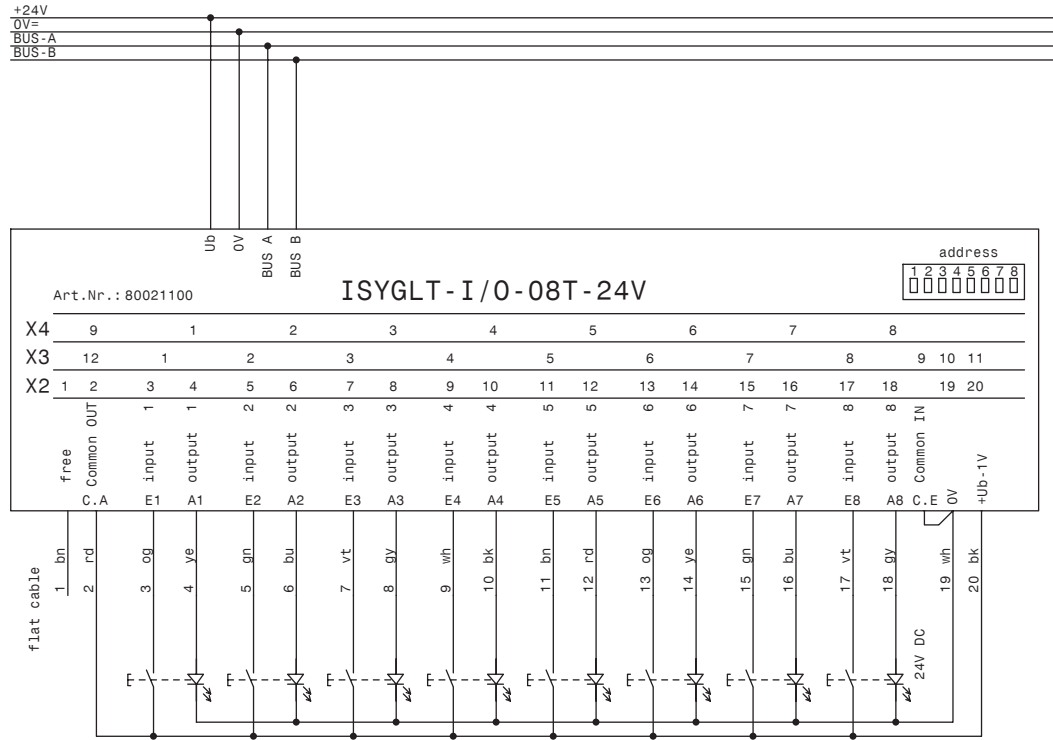 +24V
0V=
BUS-A
BUS-B
Ub
0V
BUS A
BUS B
address
1 2 3 4 5 6 7 8
Art.Nr.: 80021100
ISYGLT-I/O-08T-24V
X4 9 1 2 3 4 5 6 7 8
X3 12 1 2 3 4 5 6 7 8 9 10 11
X2 1 2 3 4 5 6 7 8 9 10 11 12 13 14 15 16 17 18 19 20
free
Common OUT
input 1
output 1
input 2
output 2
input 3
output 3
input 4
output 4
input 5
output 5
input 6
output 6
input 7
output 7
input 8
output 8
Common IN
0V
+Ub-1V
C.A E1 A1 E2 A2 E3 A3 E4 A4 E5 A5 E6 A6 E7 A7 E8 A8 C.E
flat cable
1 bn
2 rd
3 og
4 ye
5 gn
6 bu
7 vt
8 gy
9 wh
10 bk
11 bn
12 rd
13 og
14 ye
15 gn
16 bu
17 vt
18 gy
19 wh
20 bk
24V DC